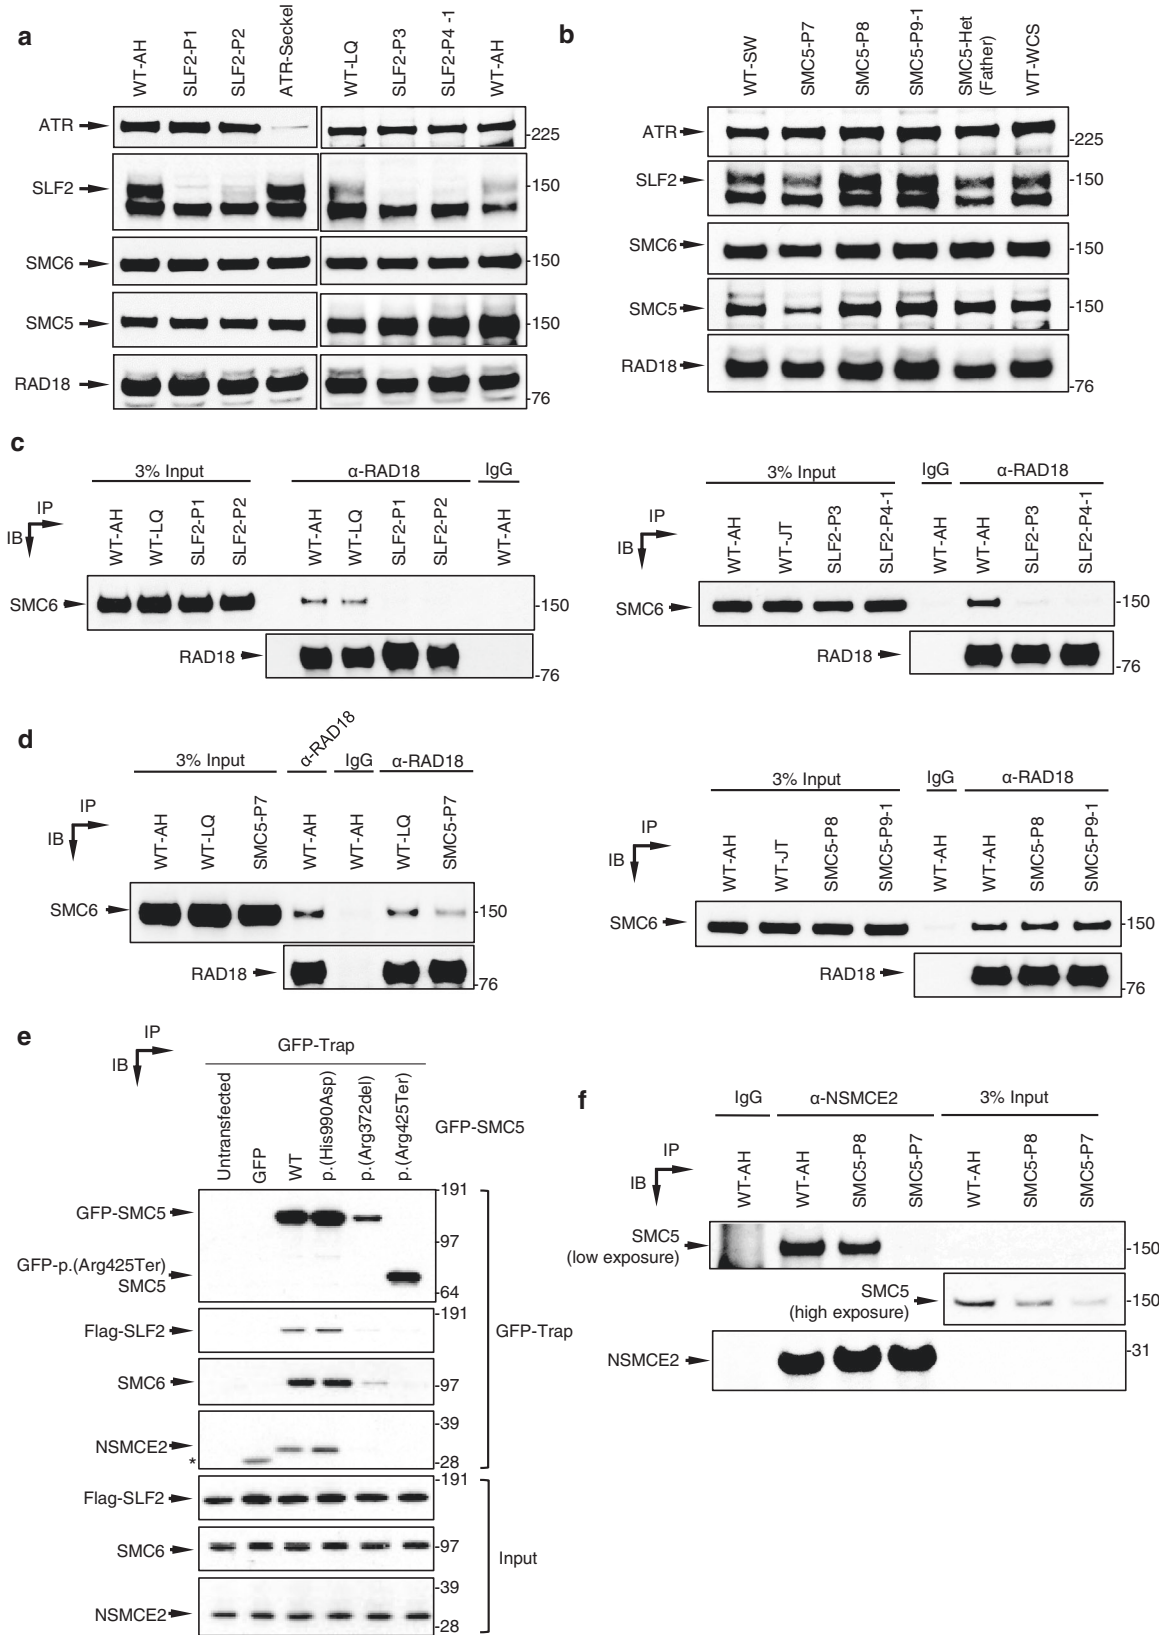 a
WT-AH
SLF2-P1
SLF2-P2
ATR-Seckel
WT-LQ
SLF2-P3
SLF2-P4 -1
WT-AH
ATR
-225
SLF2
-150
SMC6
-150
SMC5
-150
RAD18
-76
b
WT-SW
SMC5-P7
SMC5-P8
SMC5-P9-1
SMC5-Het
(Father)
WT-WCS
ATR
-225
SLF2
-150
SMC6
-150
SMC5
-150
RAD18
-76
c
3% Input
α-RAD18
IgG
IP
IB
WT-AH
WT-LQ
SLF2-P1
SLF2-P2
WT-AH
WT-LQ
SLF2-P1
SLF2-P2
WT-AH
SMC6
-150
RAD18
-76
3% Input
IgG
α-RAD18
IP
IB
WT-AH
WT-JT
SLF2-P3
SLF2-P4-1
WT-AH
WT-AH
SLF2-P3
SLF2-P4-1
SMC6
-150
RAD18
-76
d
3% Input
α-RAD18
IgG
α-RAD18
IP
IB
WT-AH
WT-LQ
SMC5-P7
WT-AH
WT-AH
WT-LQ
SMC5-P7
SMC6
-150
RAD18
-76
3% Input
IgG
α-RAD18
IP
IB
WT-AH
WT-JT
SMC5-P8
SMC5-P9-1
WT-AH
WT-AH
SMC5-P8
SMC5-P9-1
SMC6
-150
RAD18
-76
e
IP
IB
GFP-Trap
Untransfected
GFP
WT
p.(His990Asp)
p.(Arg372del)
p.(Arg425Ter)
GFP-SMC5
-191
GFP-SMC5
-97
GFP-p.(Arg425Ter)
SMC5
-64
-191
Flag-SLF2
GFP-Trap
SMC6
-97
-39
NSMCE2
*
-28
-191
Flag-SLF2
SMC6
-97
Input
-39
NSMCE2
-28
f
IgG
α-NSMCE2
3% Input
IP
IB
WT-AH
WT-AH
SMC5-P8
SMC5-P7
WT-AH
SMC5-P8
SMC5-P7
SMC5
(low exposure)
-150
SMC5
(high exposure)
-150
NSMCE2
-31